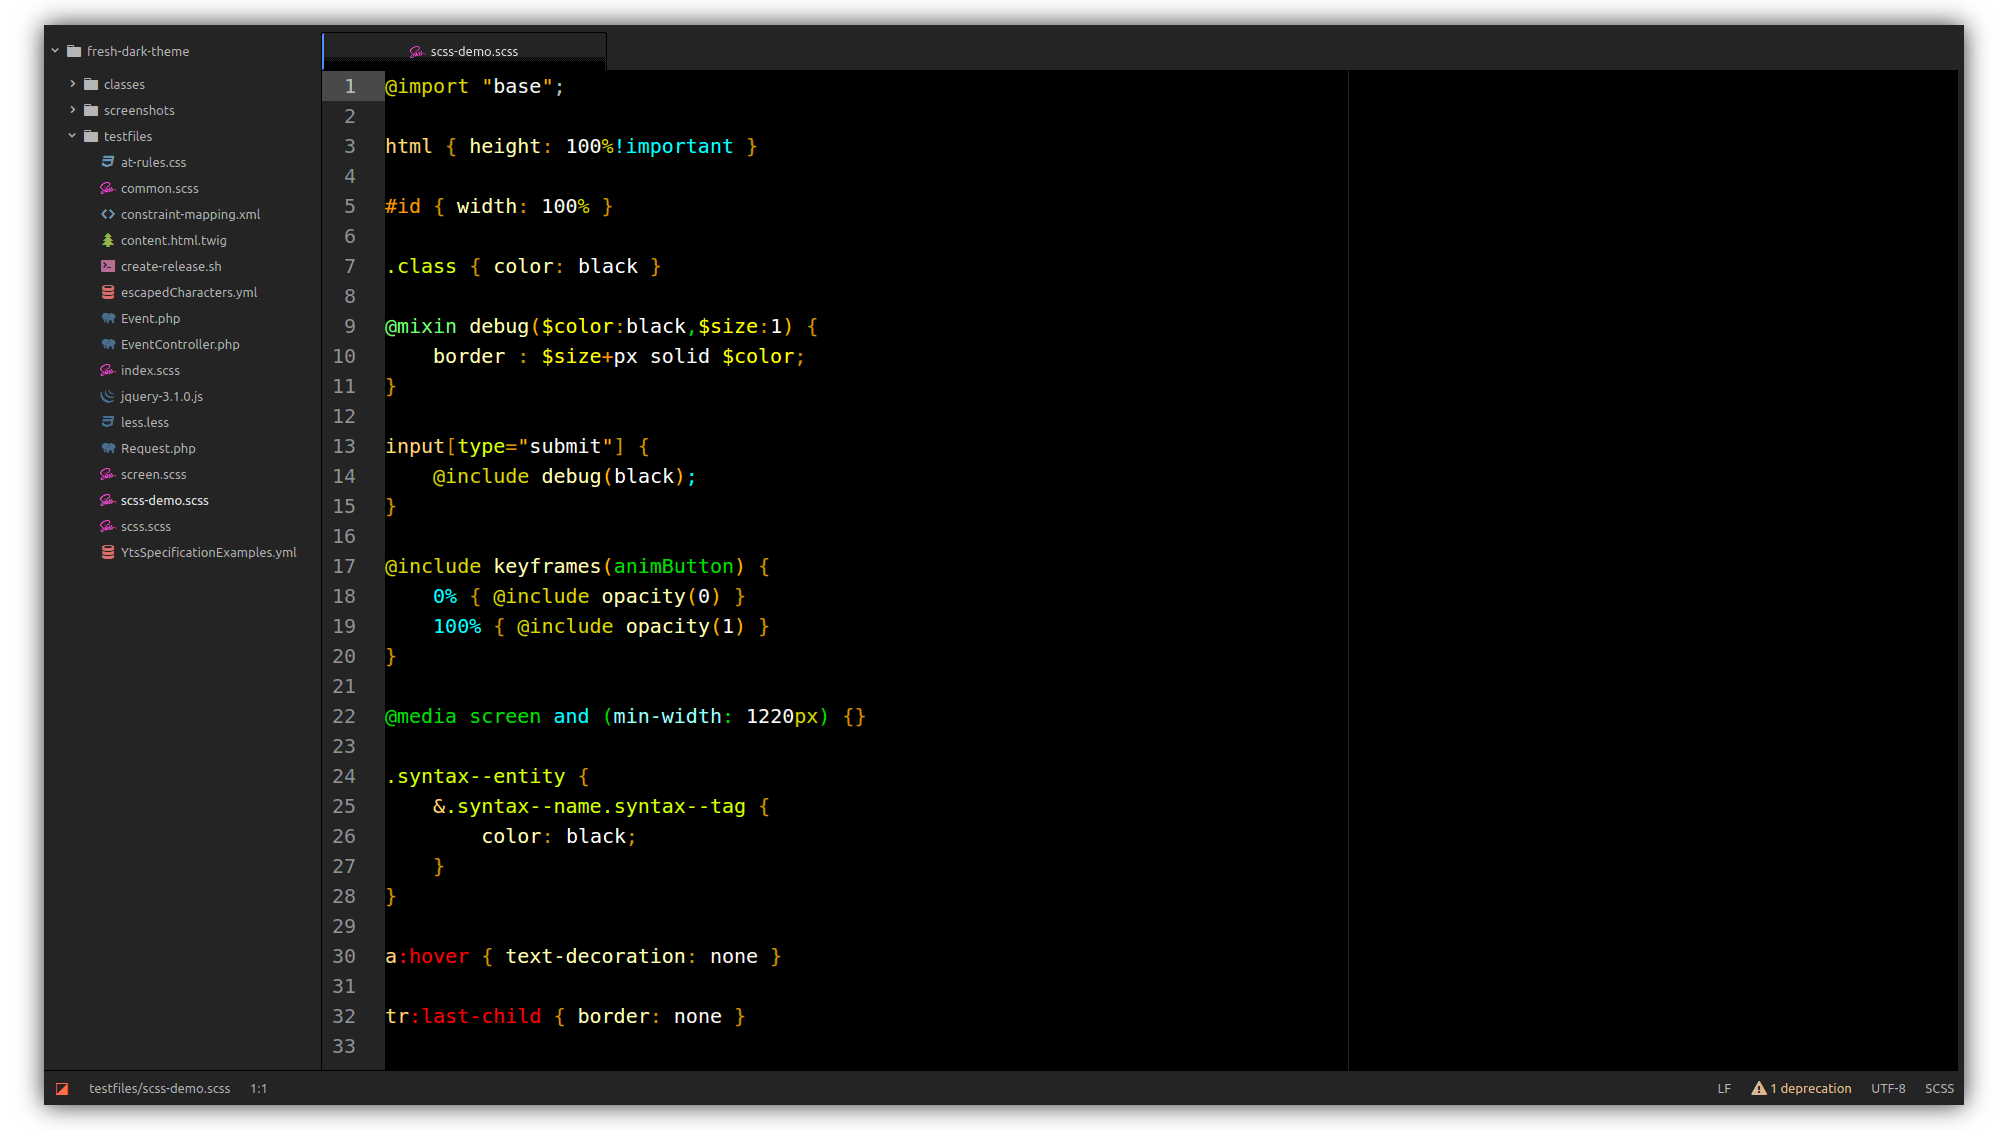 fresh-dark-theme
classes
screenshots
testfiles
at-rules.css
common.scss
constraint-mapping.xml
content.html.twig
create-release.sh
escapedCharacters.yml
Event.php
EventController.php
index.scss
jquery-3.1.0.js
less.less
Request.php
screen.scss
scss-demo.scss
scss.scss
YtsSpecificationExamples.yml
scss-demo.scss
1 @import "base";
2
3 html { height: 100%!important }
4
5 #id { width: 100% }
6
7 .class { color: black }
8
9 @mixin debug($color:black,$size:1) {
10     border : $size+px solid $color;
11 }
12
13 input[type="submit"] {
14     @include debug(black);
15 }
16
17 @include keyframes(animButton) {
18     0% { @include opacity(0) }
19     100% { @include opacity(1) }
20 }
21
22 @media screen and (min-width: 1220px) {}
23
24 .syntax--entity {
25     &.syntax--name.syntax--tag {
26         color: black;
27     }
28 }
29
30 a:hover { text-decoration: none }
31
32 tr:last-child { border: none }
33
testfiles/scss-demo.scss 1:1 LF 1 deprecation UTF-8 SCSS